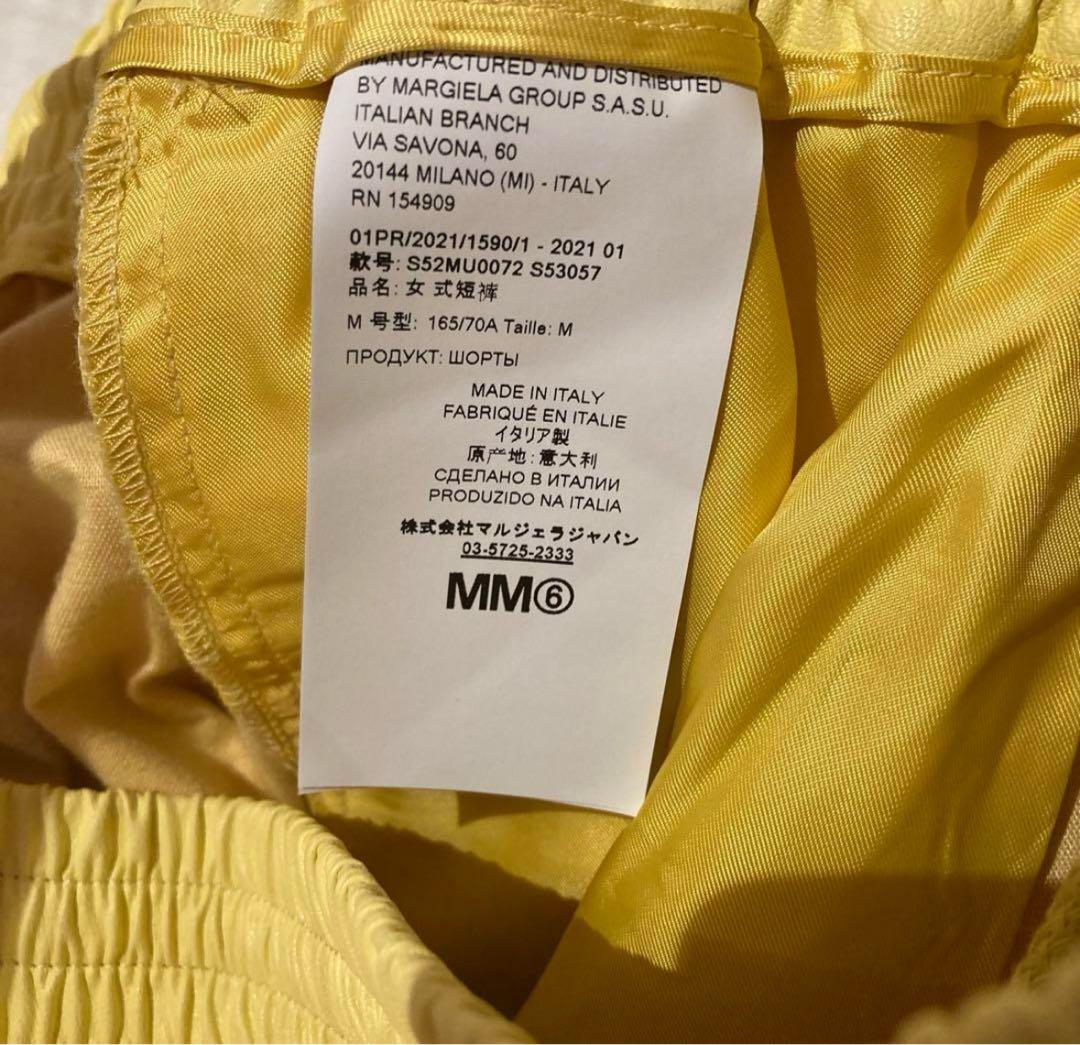 MANUFACTURED AND DISTRIBUTED
BY MARGIELA GROUP S.A.S.U.
ITALIAN BRANCH
VIA SAVONA, 60
20144 MILANO (MI) - ITALY
RN 154909
01PR/2021/1590/1 - 2021 01
款号: S52MU0072 S53057
品名: 女 式短裤
M 号型: 165/70A Taille: M
ПРОДУКТ: ШОРТЫ
MADE IN ITALY
FABRIQUÉ EN ITALIE
イタリア製
原产地: 意大利
СДЕЛАНО В ИТАЛИИ
PRODUZIDO NA ITALIA
株式会社マルジェラジャパン
03-5725-2333
MM⑥